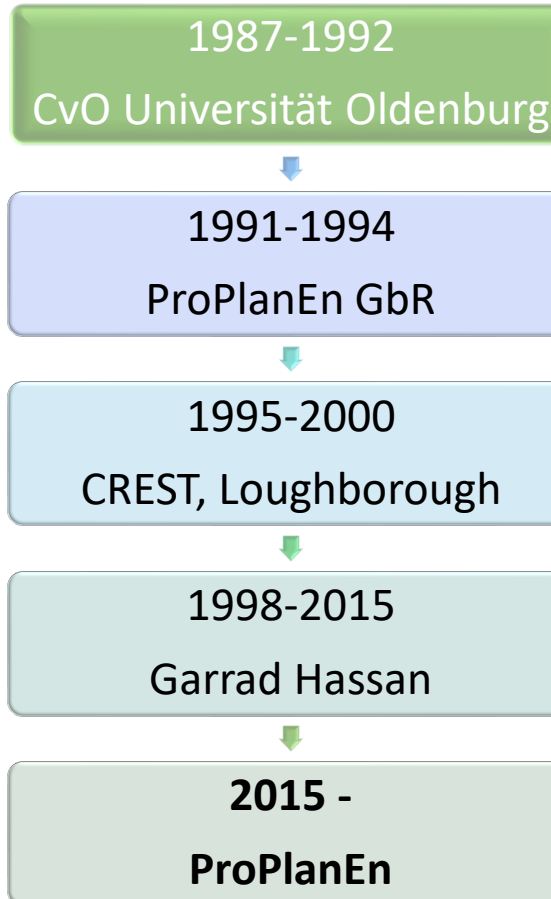 1987-1992
CvO Universität Oldenburg
1991-1994
ProPlanEn GbR
1995-2000
CREST, Loughborough
1998-2015
Garrad Hassan
2015 -
ProPlanEn